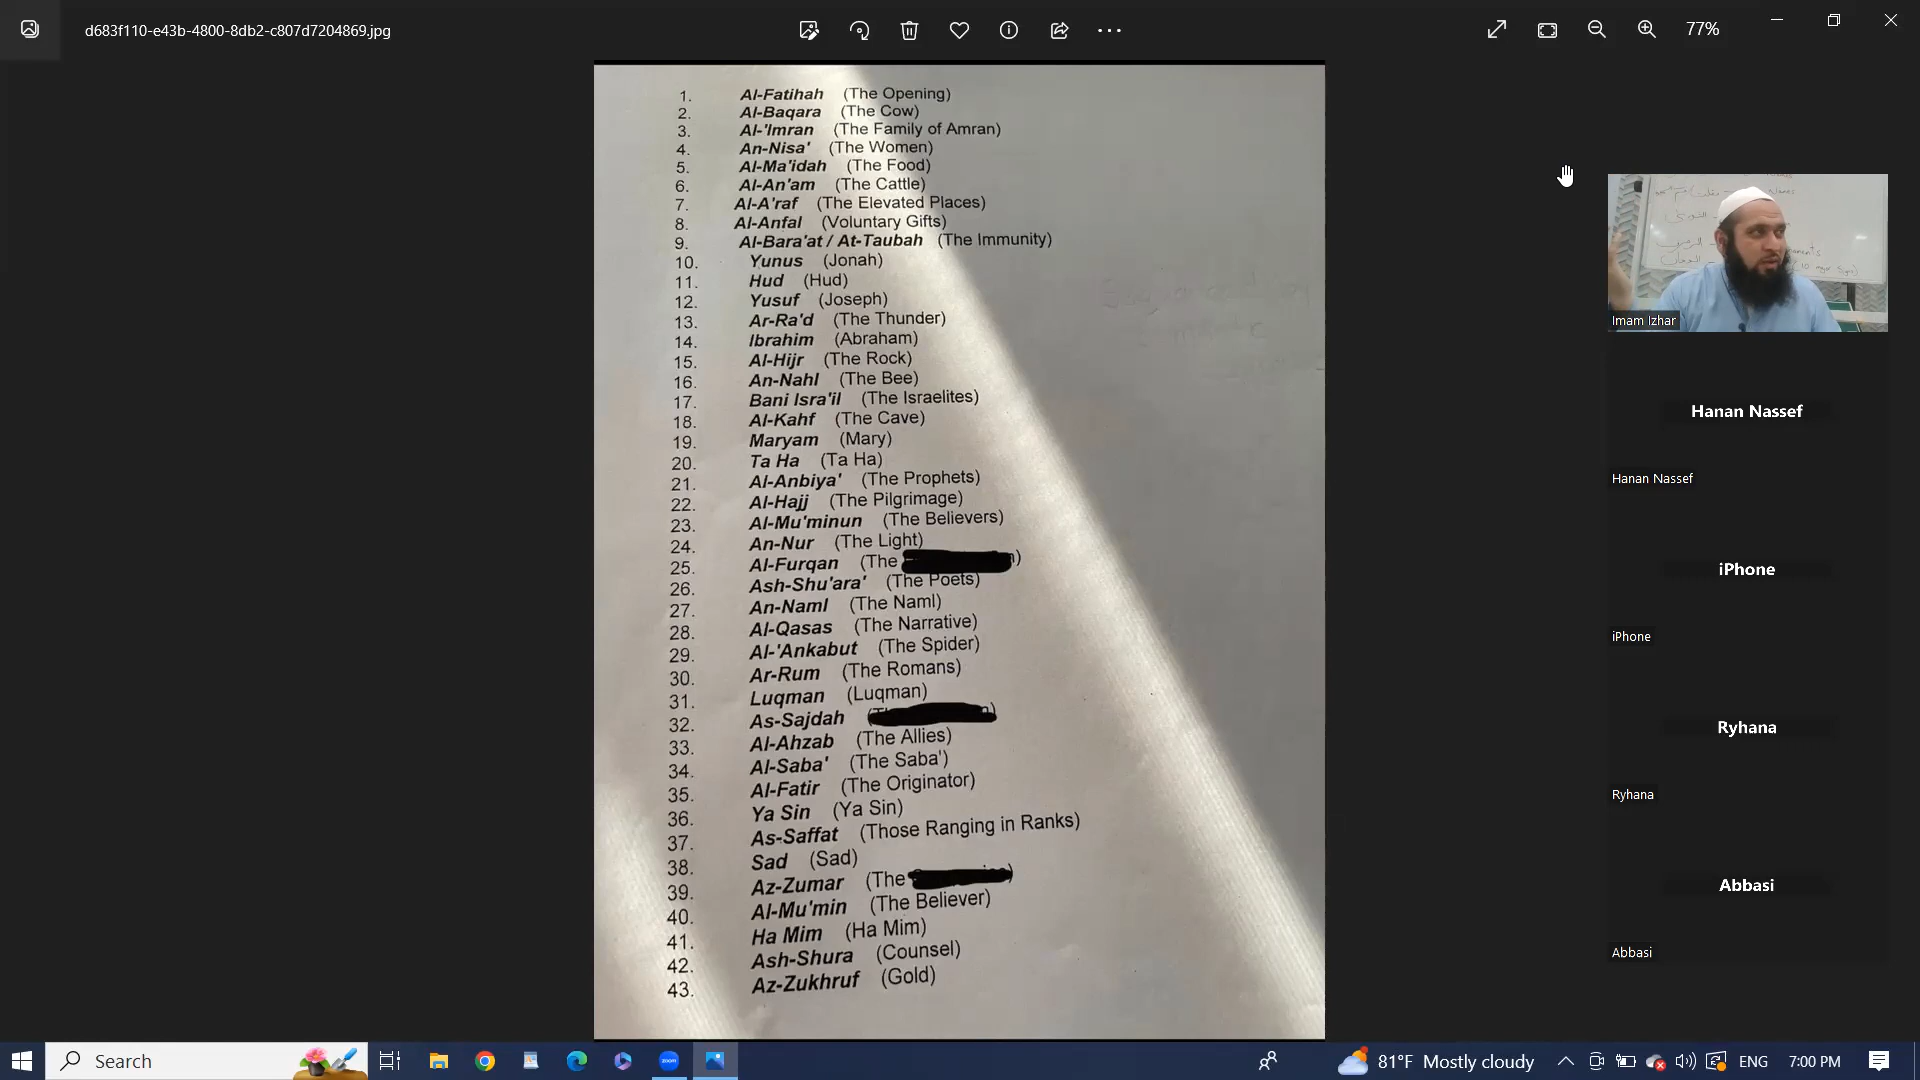 d683f110-e43b-4800-8db2-c807d7204869.jpg
77%
1. Al-Fatihah (The Opening)
2. Al-Baqara (The Cow)
3. Al-'Imran (The Family of Amran)
4. An-Nisa' (The Women)
5. Al-Ma'idah (The Food)
6. Al-An'am (The Cattle)
7. Al-A'raf (The Elevated Places)
8. Al-Anfal (Voluntary Gifts)
9. Al-Bara'at / At-Taubah (The Immunity)
10. Yunus (Jonah)
11. Hud (Hud)
12. Yusuf (Joseph)
13. Ar-Ra'd (The Thunder)
14. Ibrahim (Abraham)
15. Al-Hijr (The Rock)
16. An-Nahl (The Bee)
17. Bani Isra'il (The Israelites)
18. Al-Kahf (The Cave)
19. Maryam (Mary)
20. Ta Ha (Ta Ha)
21. Al-Anbiya' (The Prophets)
22. Al-Hajj (The Pilgrimage)
23. Al-Mu'minun (The Believers)
24. An-Nur (The Light)
25. Al-Furqan (The )
26. Ash-Shu'ara' (The Poets)
27. An-Naml (The Naml)
28. Al-Qasas (The Narrative)
29. Al-'Ankabut (The Spider)
30. Ar-Rum (The Romans)
31. Luqman (Luqman)
32. As-Sajdah
33. Al-Ahzab (The Allies)
34. Al-Saba' (The Saba')
35. Al-Fatir (The Originator)
36. Ya Sin (Ya Sin)
37. As-Saffat (Those Ranging in Ranks)
38. Sad (Sad)
39. Az-Zumar (The )
40. Al-Mu'min (The Believer)
41. Ha Mim (Ha Mim)
42. Ash-Shura (Counsel)
43. Az-Zukhruf (Gold)
Imam Izhar
Hanan Nassef
Hanan Nassef
iPhone
iPhone
Ryhana
Ryhana
Abbasi
Abbasi
Search
zoom
81°F Mostly cloudy
ENG
7:00 PM